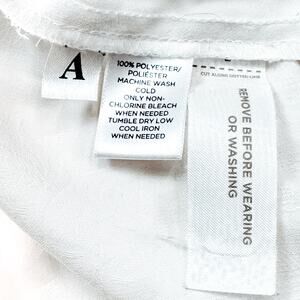 A
100% POLYESTER/
POLIÉSTER
MACHINE WASH
COLD
ONLY NON-
CHLORINE BLEACH
WHEN NEEDED
TUMBLE DRY LOW
COOL IRON
WHEN NEEDED
CUT ALONG DOTTED LINE
REMOVE BEFORE WEARING
OR WASHING